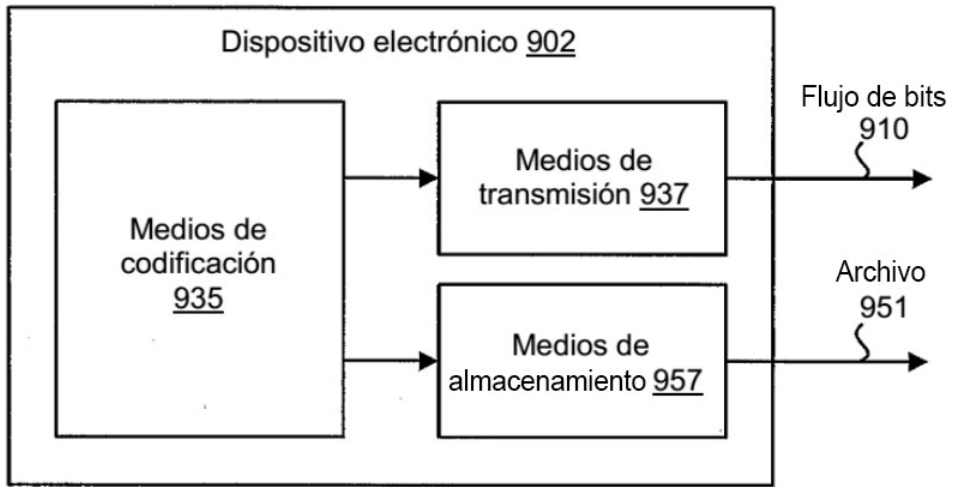 Dispositivo electrónico 902
Medios de
codificación
935
Medios de
transmisión 937
Medios de
almacenamiento 957
Flujo de bits
910
Archivo
951